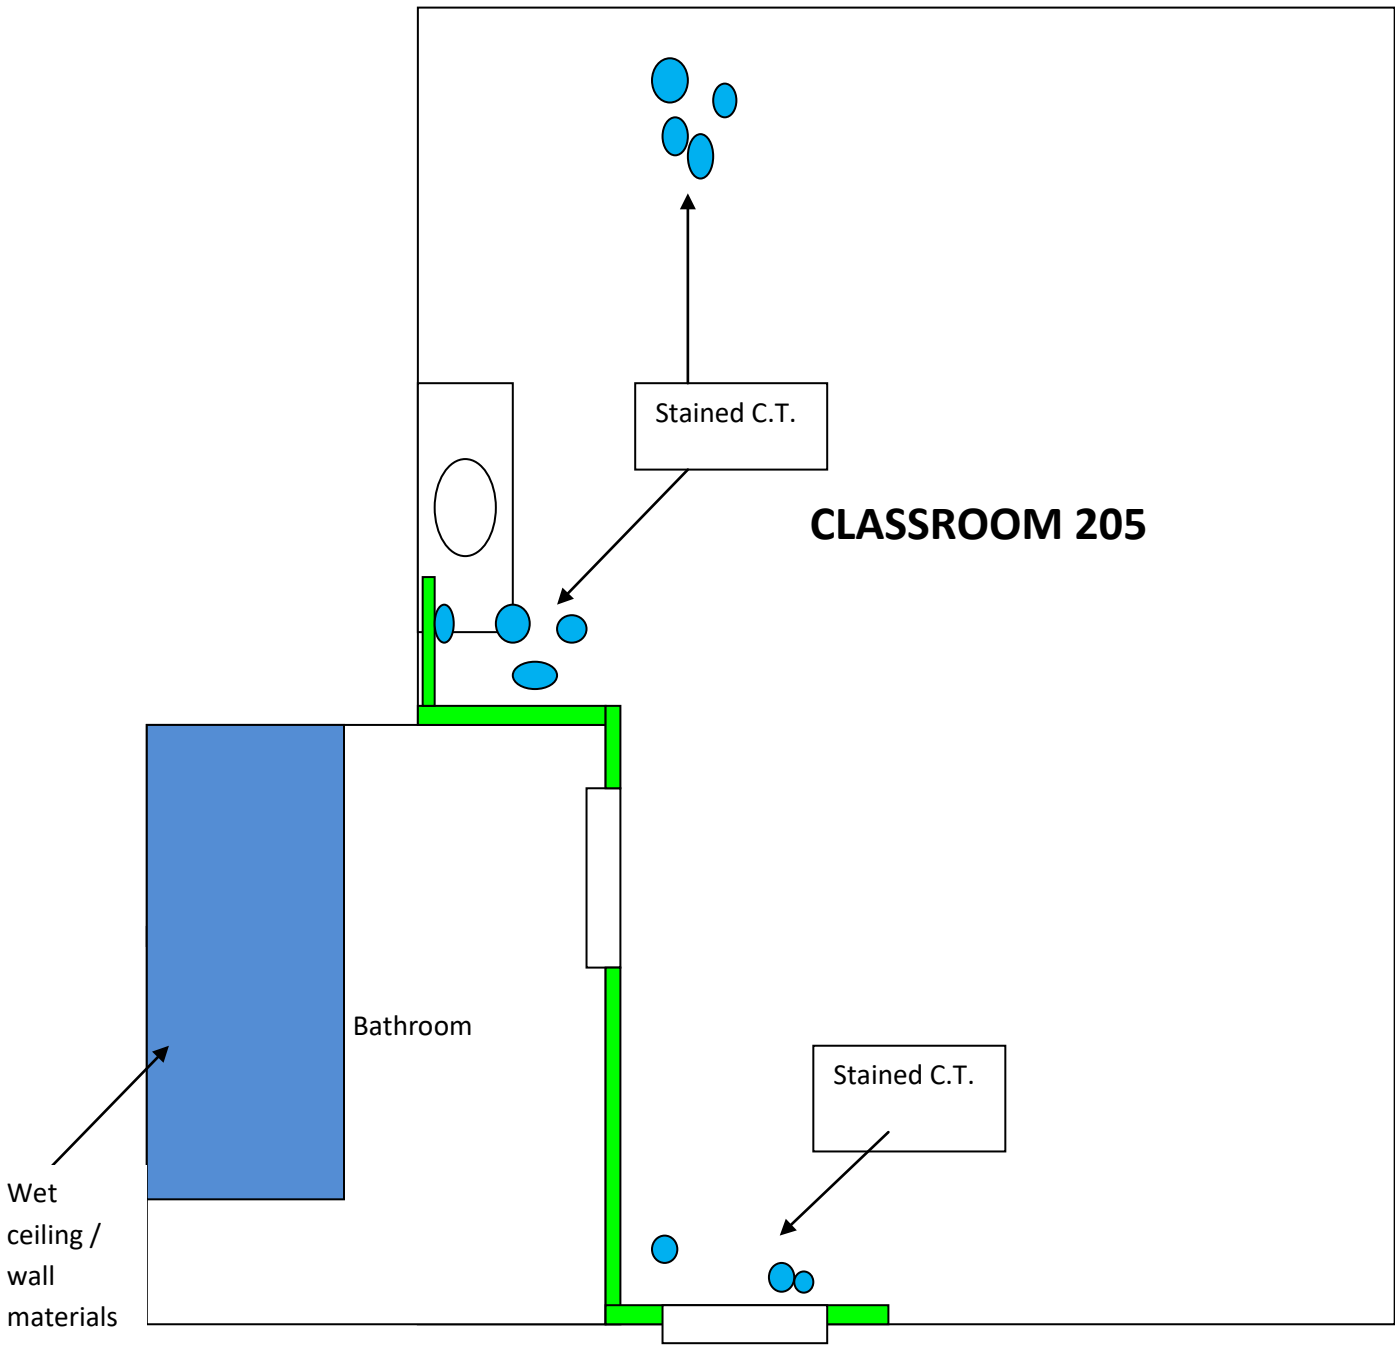 Stained C.T.
CLASSROOM 205
Bathroom
Stained C.T.
Wet
ceiling /
wall
materials